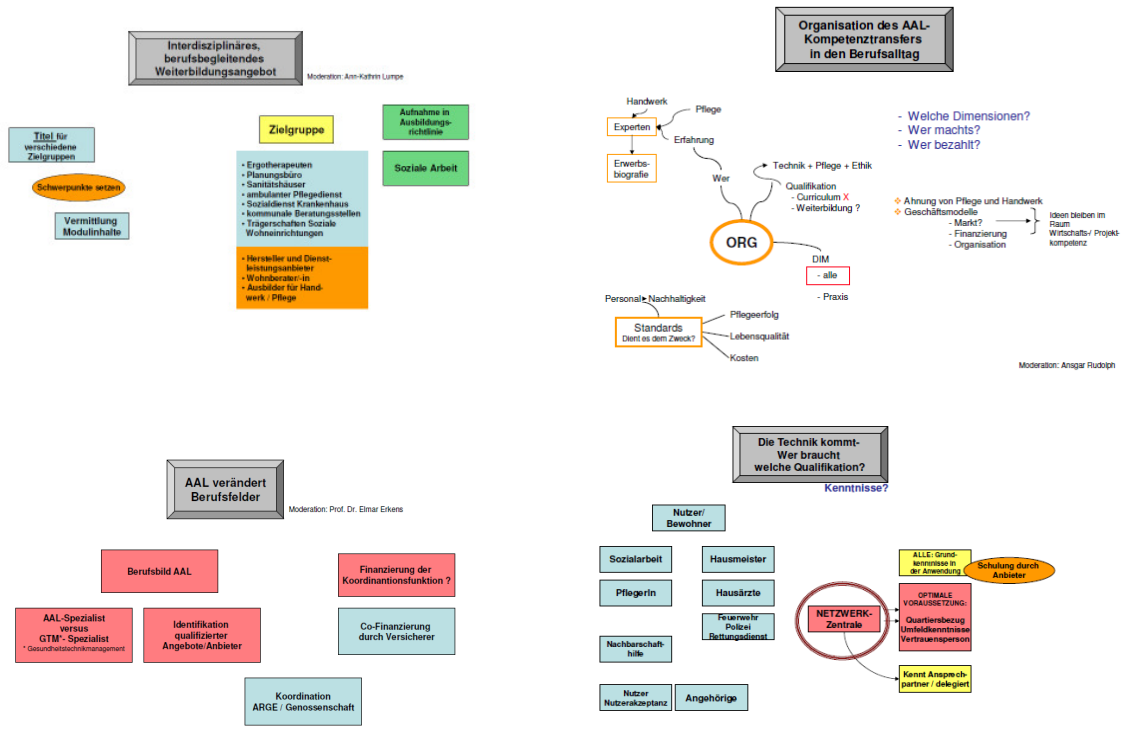 Interdisziplinäres,
berufsbegleitendes
Weiterbildungsangebot
Moderation: Ann-Kathrin Lumpe
Titel für
verschiedene
Zielgruppen
Schwerpunkte setzen
Vermittlung
Modulinhalte
Zielgruppe
• Ergotherapeuten
• Planungsbüro
• Sanitätshäuser
• ambulanter Pflegedienst
• Sozialdienst Krankenhaus
• kommunale Beratungsstellen
• Trägerschaften Soziale
Wohneinrichtungen
• Hersteller und Dienst-
leistungsanbieter
• Wohnberater/-in
• Ausbilder für Hand-
werk / Pflege
Aufnahme in
Ausbildungs-
richtlinie
Soziale Arbeit
Organisation des AAL-
Kompetenztransfers
in den Berufsalltag
Handwerk
Pflege
Experten
Erfahrung
Erwerbs-
biografie
Wer
Technik + Pflege + Ethik
Qualifikation
- Curriculum X
- Weiterbildung ?
ORG
DIM
- alle
- Praxis
Personal
Nachhaltigkeit
Standards
Dient es dem Zweck?
Pflegeerfolg
Lebensqualität
Kosten
- Welche Dimensionen?
- Wer machts?
- Wer bezahlt?
Ahnung von Pflege und Handwerk
Geschäftsmodelle
- Markt?
- Finanzierung
- Organisation
Ideen bleiben im
Raum
Wirtschafts-/ Projekt-
kompetenz
Moderation: Ansgar Rudolph
AAL verändert
Berufsfelder
Moderation: Prof. Dr. Elmar Erkens
Berufsbild AAL
AAL-Spezialist
versus
GTM*- Spezialist
* Gesundheitstechnikmanagement
Identifikation
qualifizierter
Angebote/Anbieter
Finanzierung der
Koordinantionsfunktion ?
Co-Finanzierung
durch Versicherer
Koordination
ARGE / Genossenschaft
Die Technik kommt-
Wer braucht
welche Qualifikation?
Kenntnisse?
Nutzer/
Bewohner
Sozialarbeit
Hausmeister
PflegerIn
Hausärzte
Feuerwehr
Polizei
Rettungsdienst
Nachbarschaft-
hilfe
Nutzer
Nutzerakzeptanz
Angehörige
NETZWERK-
Zentrale
ALLE: Grund-
kenntnisse in
der Anwendung
Schulung durch
Anbieter
OPTIMALE
VORAUSSETZUNG:
Quartiersbezug
Umfeldkenntnisse
Vertrauensperson
Kennt Ansprech-
partner / delegiert